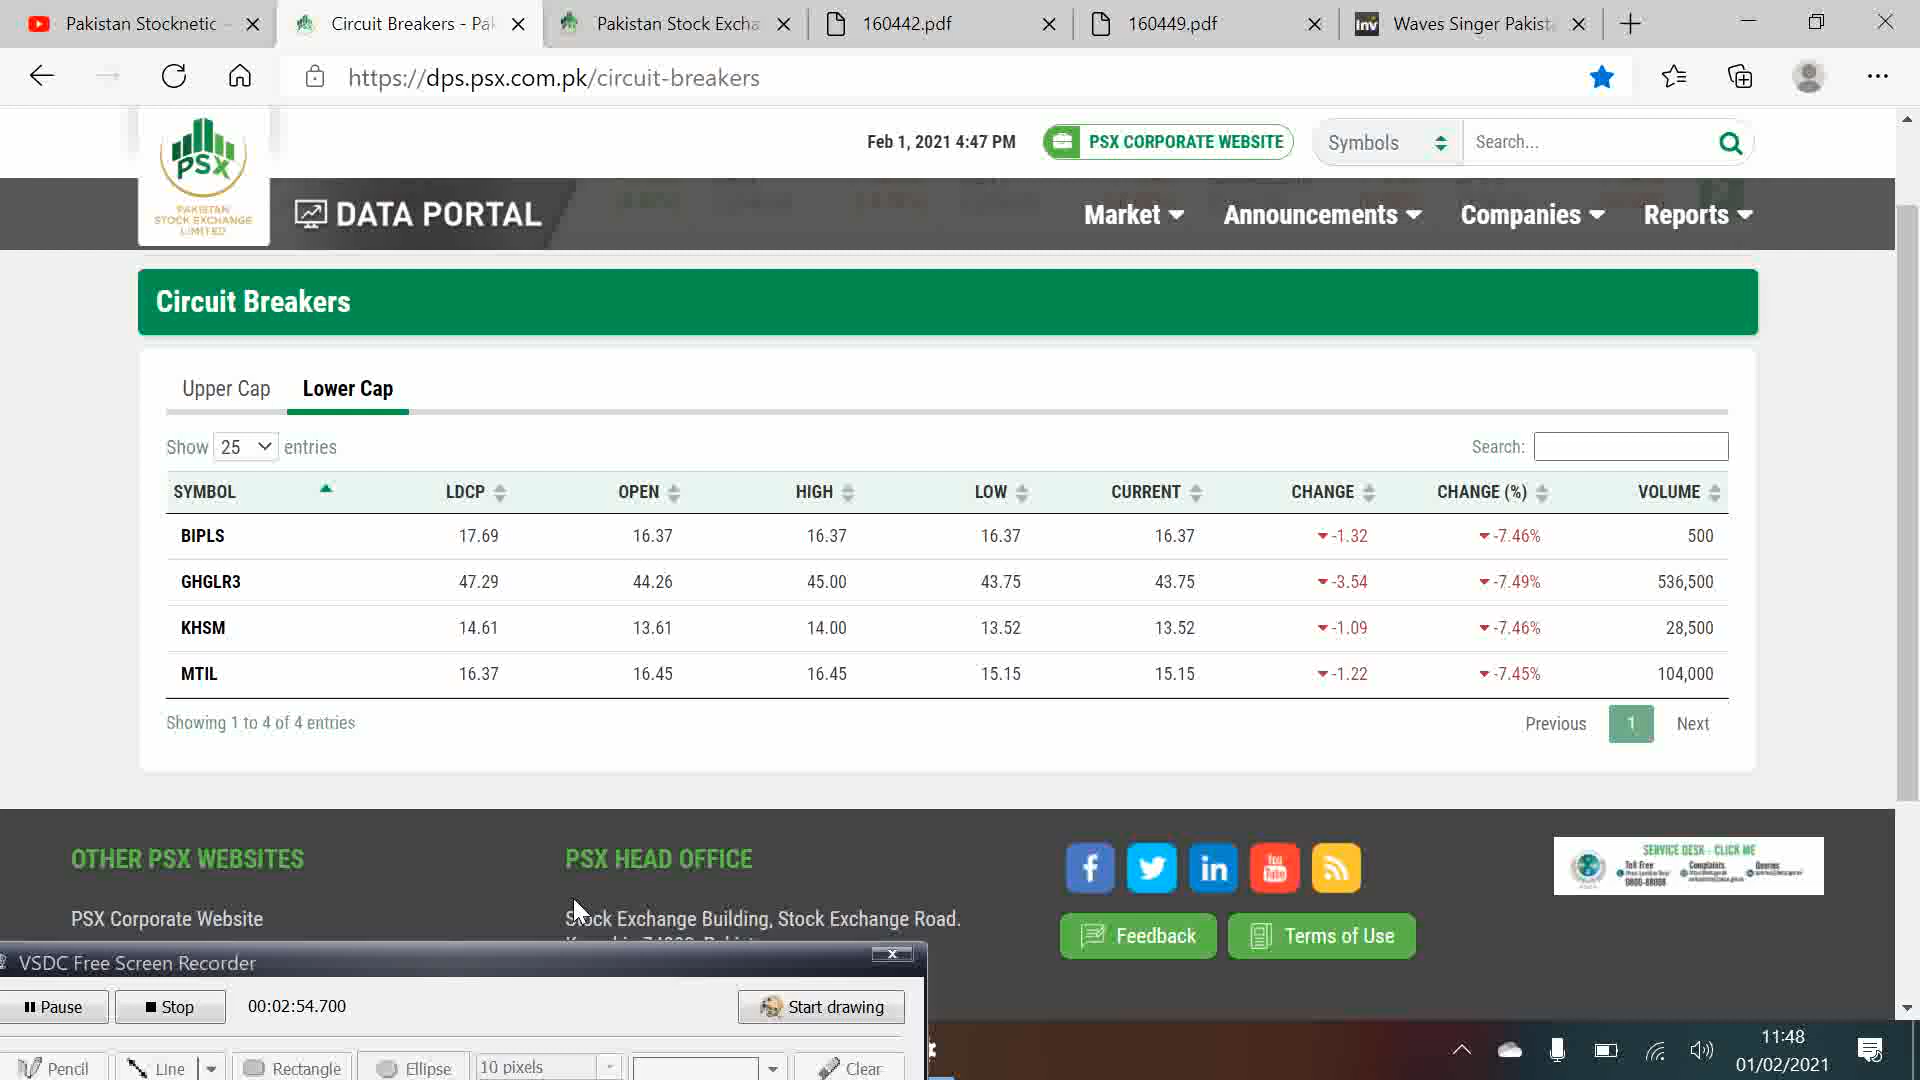 Pakistan Stocknetic
Circuit Breakers - Pak
Pakistan Stock Excha
160442.pdf
160449.pdf
Inv Waves Singer Pakist
https://dps.psx.com.pk/circuit-breakers
Feb 1, 2021 4:47 PM
PSX CORPORATE WEBSITE
Symbols
Search...
PSX
PAKISTAN
STOCK EXCHANGE
LIMITED
DATA PORTAL
Market
Announcements
Companies
Reports
Circuit Breakers
Upper Cap
Lower Cap
Show 25 entries
Search:
SYMBOL LDCP OPEN HIGH LOW CURRENT CHANGE CHANGE (%) VOLUME
BIPLS 17.69 16.37 16.37 16.37 16.37 -1.32 -7.46% 500
GHGLR3 47.29 44.26 45.00 43.75 43.75 -3.54 -7.49% 536,500
KHSM 14.61 13.61 14.00 13.52 13.52 -1.09 -7.46% 28,500
MTIL 16.37 16.45 16.45 15.15 15.15 -1.22 -7.45% 104,000
Showing 1 to 4 of 4 entries
Previous 1 Next
OTHER PSX WEBSITES
PSX Corporate Website
PSX HEAD OFFICE
Stock Exchange Building, Stock Exchange Road.
You Tube
Feedback
Terms of Use
SERVICE DESK - CLICK ME
Toll Free
Complaints
Queries
0800-88008
VSDC Free Screen Recorder
Pause
Stop
00:02:54.700
Start drawing
Pencil
Line
Rectangle
Ellipse
10 pixels
Clear
11:48
01/02/2021